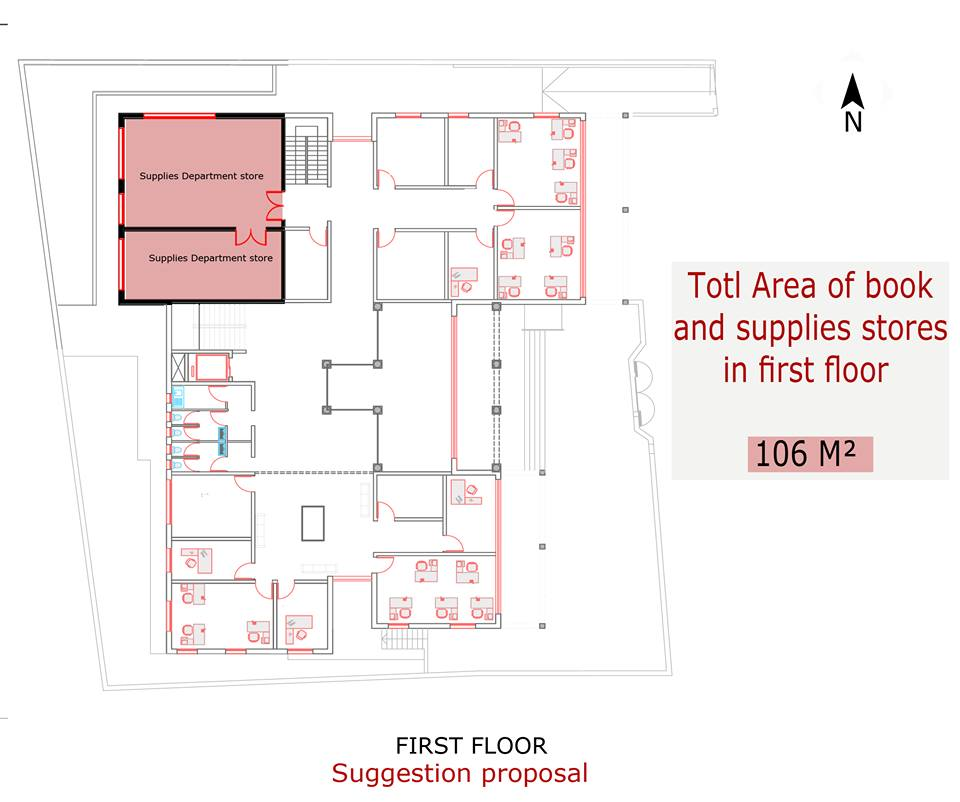 N
Supplies Department store
Supplies Department store
Totl Area of book
and supplies stores
in first floor
106 M²
FIRST FLOOR
Suggestion proposal